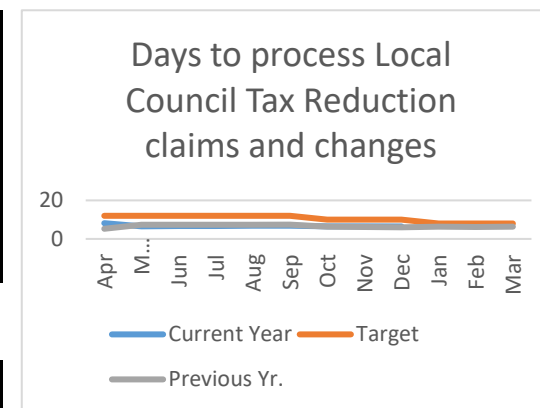 Days to process Local
Council Tax Reduction
claims and changes
20
0
Apr
M...
Jun
Jul
Aug
Sep
Oct
Nov
Dec
Jan
Feb
Mar
Current Year
Target
Previous Yr.